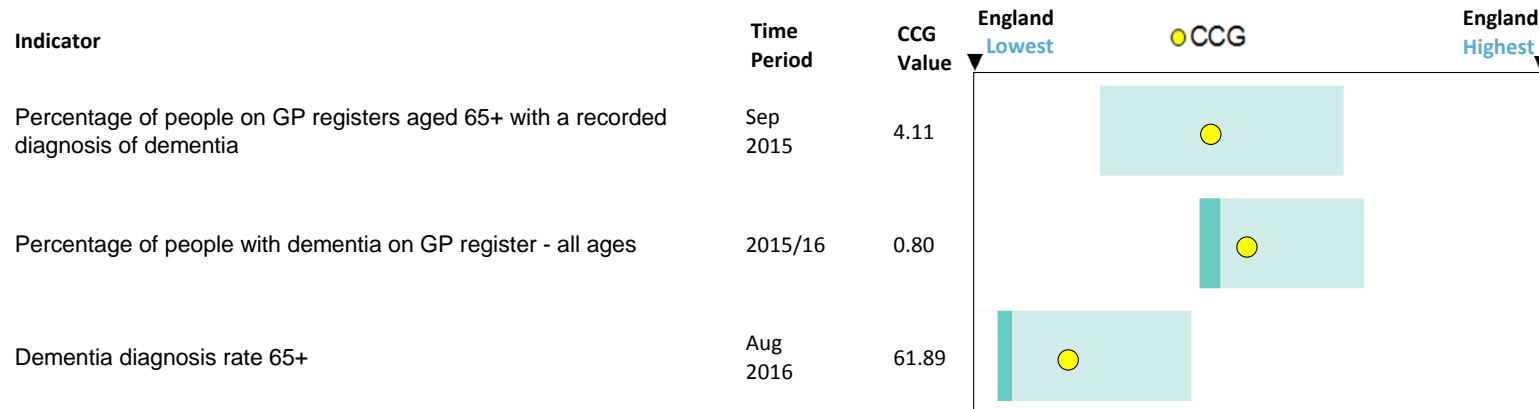 Indicator
Time
Period
CCG
Value
England
Lowest
CCG
England
Highest
Percentage of people on GP registers aged 65+ with a recorded
diagnosis of dementia
Sep
2015
4.11
Percentage of people with dementia on GP register - all ages
2015/16
0.80
Dementia diagnosis rate 65+
Aug
2016
61.89